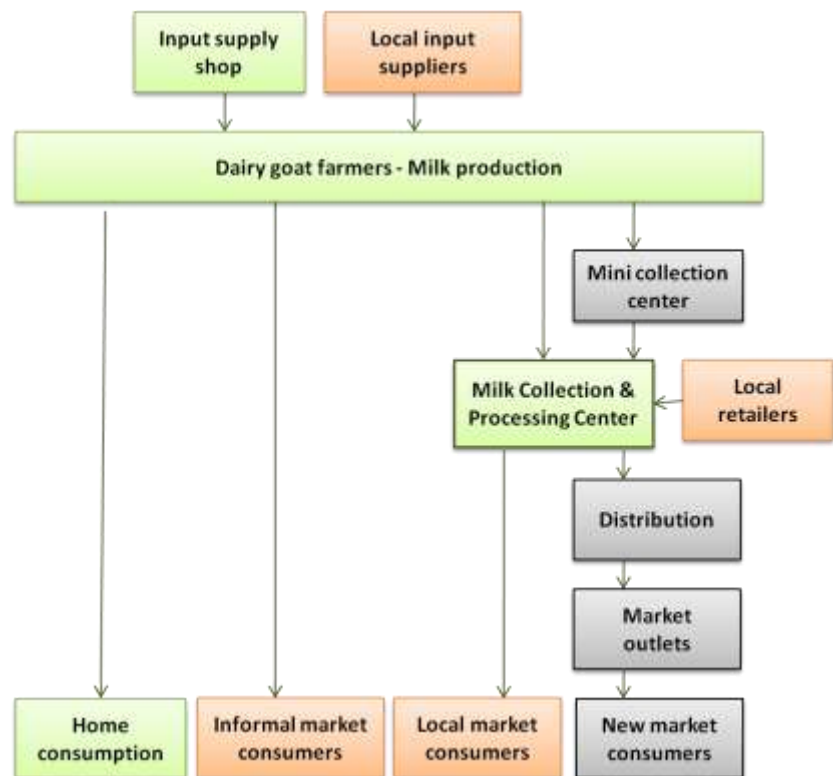 Input supply
shop
Local input
suppliers
Dairy goat farmers - Milk production
Mini collection
center
Milk Collection &
Processing Center
Local
retailers
Distribution
Market
outlets
Home
consumption
Informal market
consumers
Local market
consumers
New market
consumers